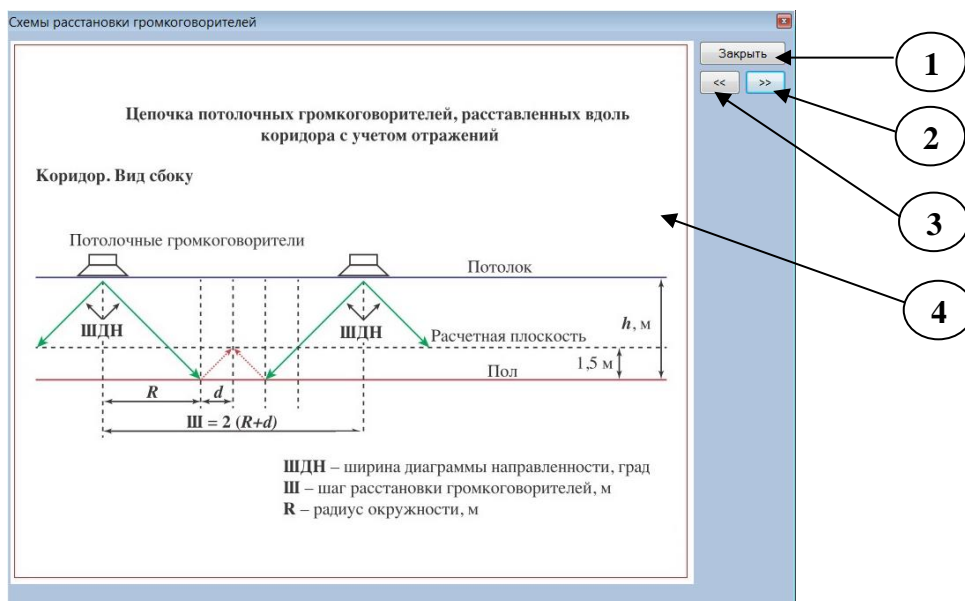 Схемы расстановки громкоговорителей
Закрыть
<<
>>
1
2
3
4
Цепочка потолочных громкоговорителей, расставленных вдоль
коридора с учетом отражений
Коридор. Вид сбоку
Потолочные громкоговорители
Потолок
ШДН
ШДН
h, м
Расчетная плоскость
1,5 м
Пол
R
d
Ш = 2 (R+d)
ШДН – ширина диаграммы направленности, град
Ш – шаг расстановки громкоговорителей, м
R – радиус окружности, м